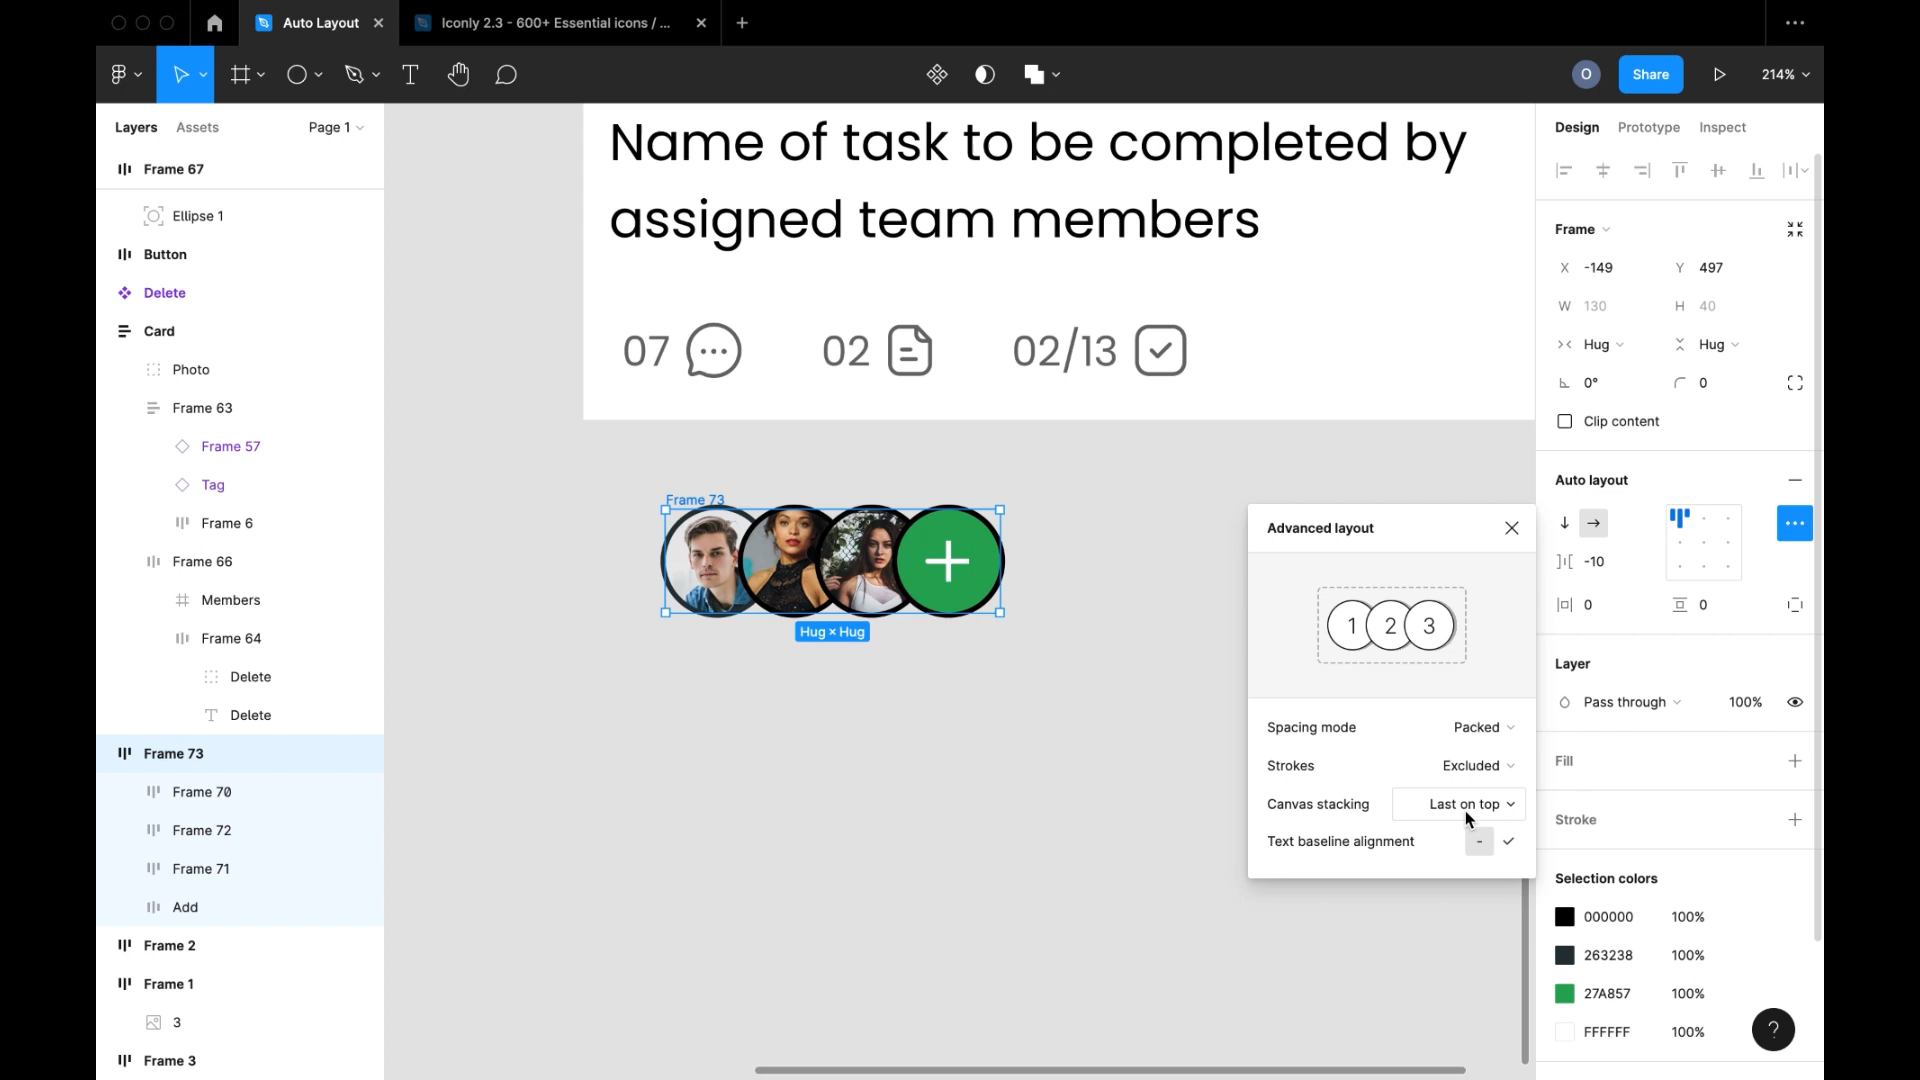 Auto Layout
Iconly 2.3 - 600+ Essential icons / ...
O
Share
214%
Layers
Assets
Page 1
Frame 67
Ellipse 1
Button
Delete
Card
Photo
Frame 63
Frame 57
Tag
Frame 6
Frame 66
Members
Frame 64
Delete
Delete
Frame 73
Frame 70
Frame 72
Frame 71
Add
Frame 2
Frame 1
3
Frame 3
Name of task to be completed by
assigned team members
07
02
02/13
Frame 73
Hug × Hug
Advanced layout
1 2 3
Spacing mode Packed
Strokes Excluded
Canvas stacking Last on top
Text baseline alignment -
Design Prototype Inspect
Frame
X -149 Y 497
W 130 H 40
Hug Hug
0° 0
Clip content
Auto layout
-10
0 0
Layer
Pass through 100%
Fill
Stroke
Selection colors
000000 100%
263238 100%
27A857 100%
FFFFFF 100%
?